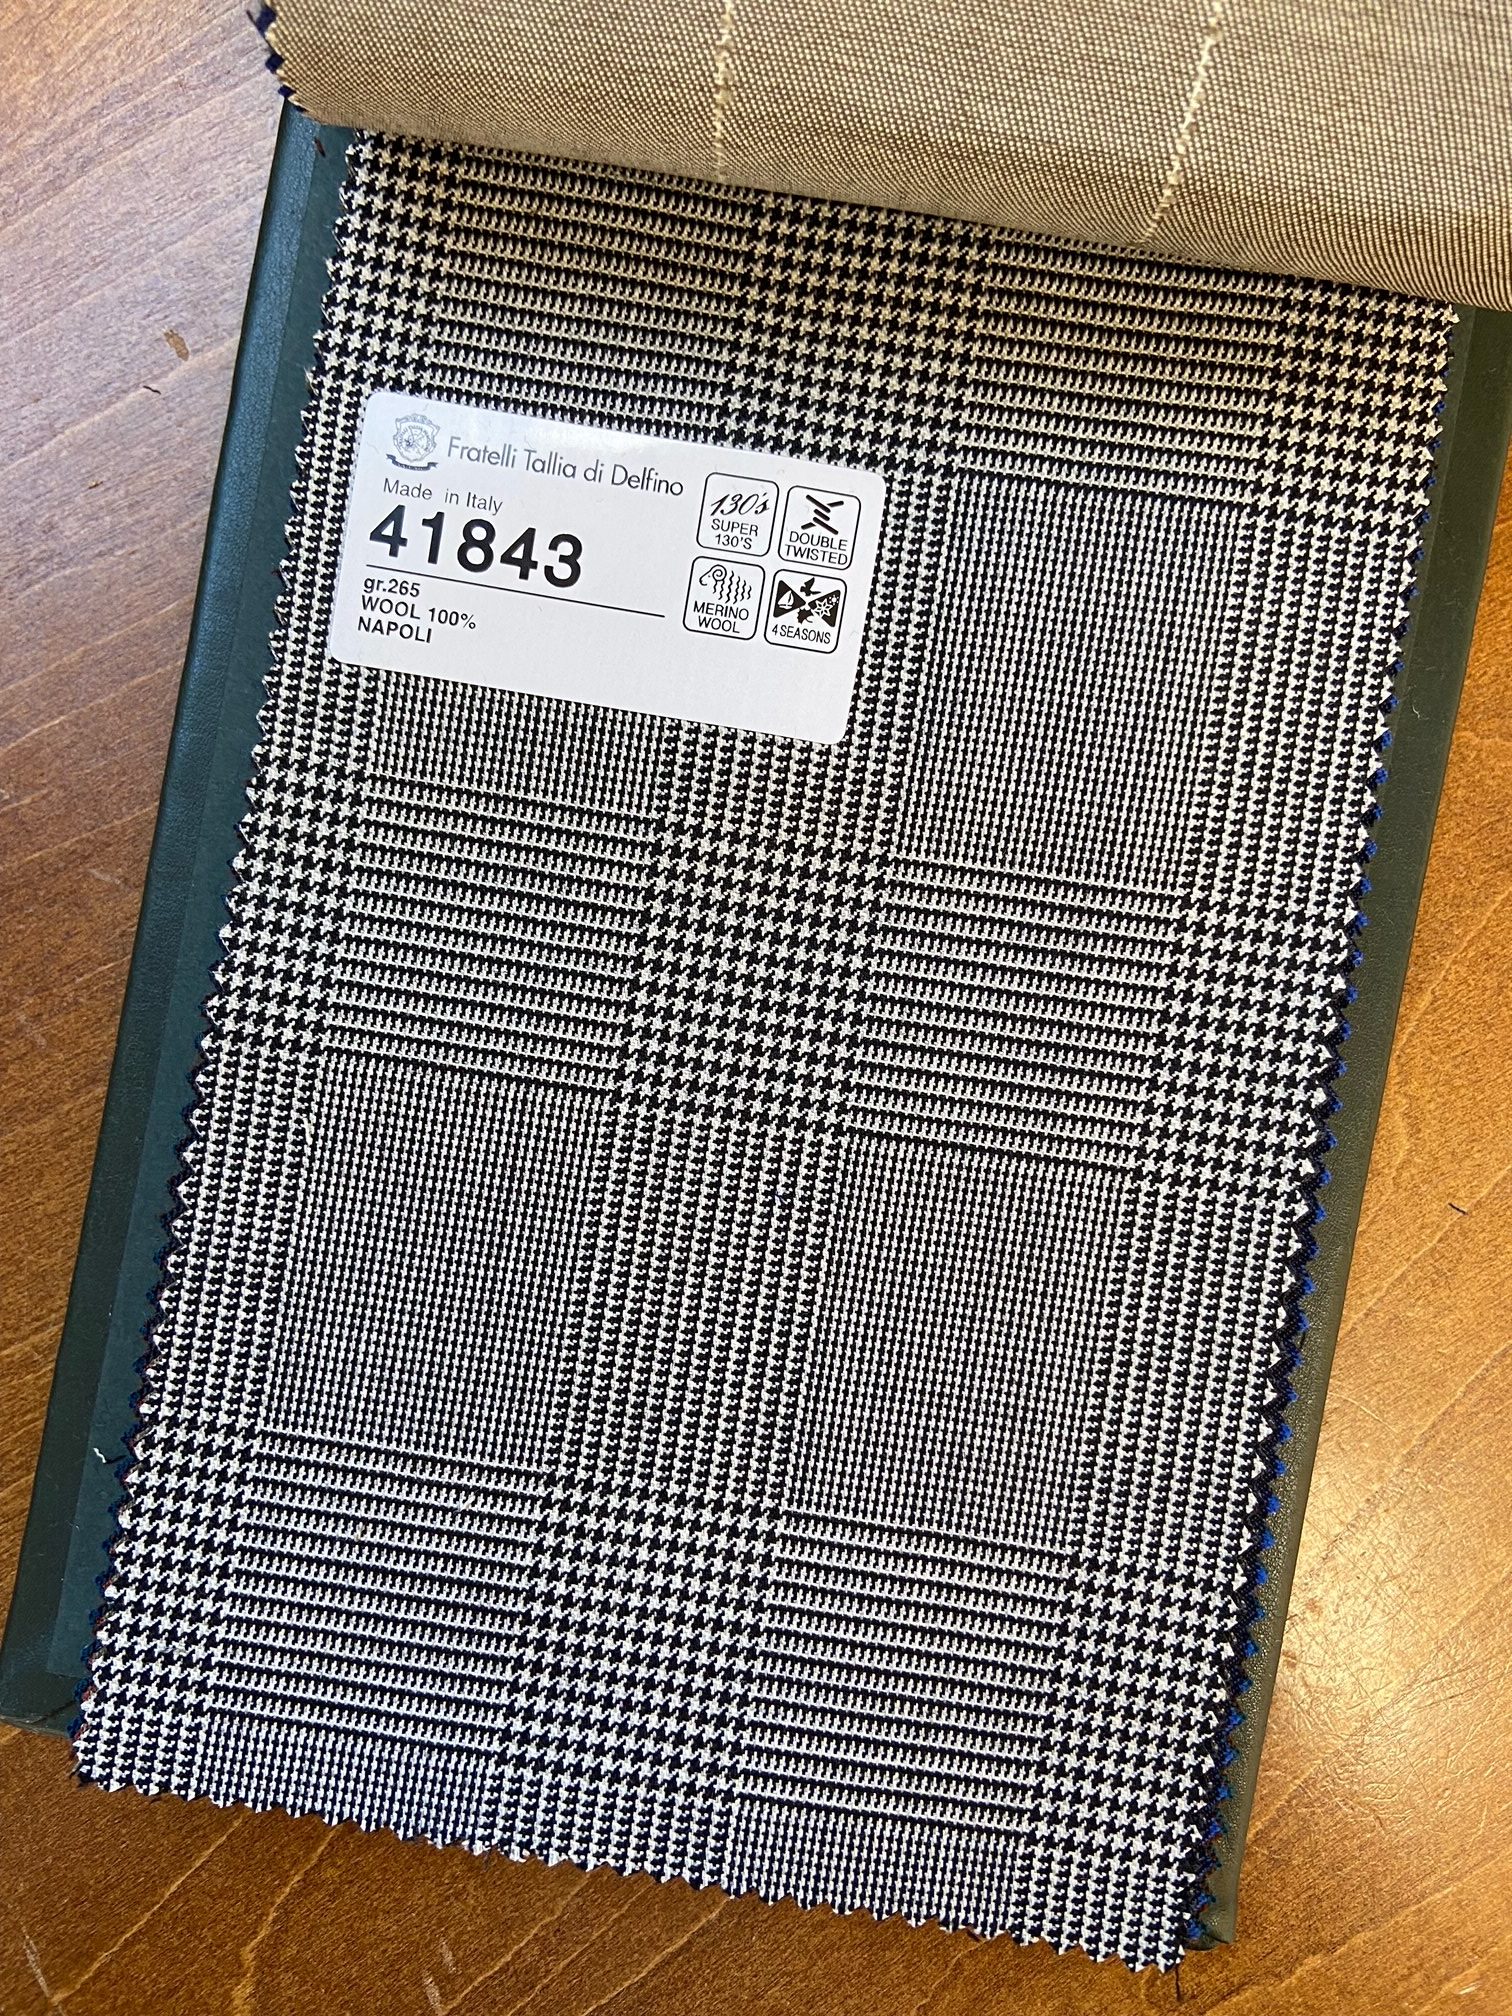 Fratelli Tallia di Delfino
Made in Italy
41843
gr.265
WOOL 100%
NAPOLI
130's
SUPER
130'S
DOUBLE
TWISTED
MERINO
WOOL
4 SEASONS